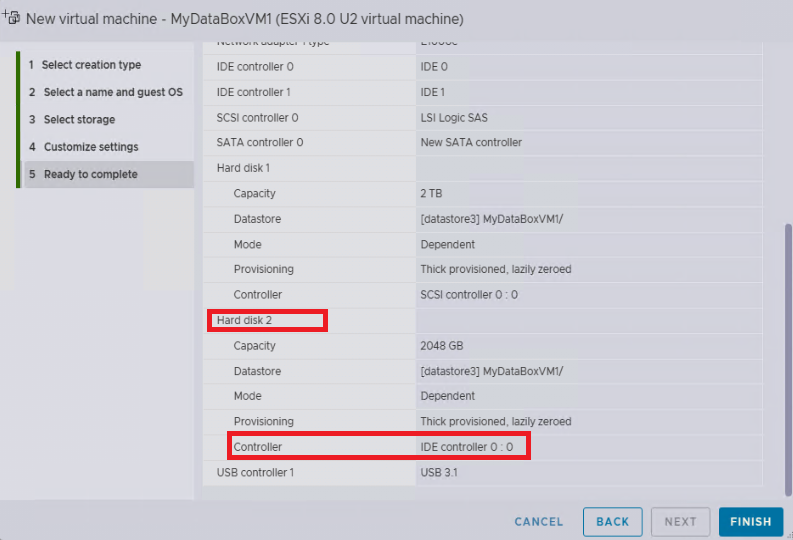 New virtual machine - MyDataBoxVM1 (ESXi 8.0 U2 virtual machine)
1 Select creation type
2 Select a name and guest OS
3 Select storage
4 Customize settings
5 Ready to complete
Network adapter 1 type E1000e
IDE controller 0 IDE 0
IDE controller 1 IDE 1
SCSI controller 0 LSI Logic SAS
SATA controller 0 New SATA controller
Hard disk 1
Capacity 2 TB
Datastore [datastore3] MyDataBoxVM1/
Mode Dependent
Provisioning Thick provisioned, lazily zeroed
Controller SCSI controller 0 : 0
Hard disk 2
Capacity 2048 GB
Datastore [datastore3] MyDataBoxVM1/
Mode Dependent
Provisioning Thick provisioned, lazily zeroed
Controller IDE controller 0 : 0
USB controller 1 USB 3.1
CANCEL BACK NEXT FINISH